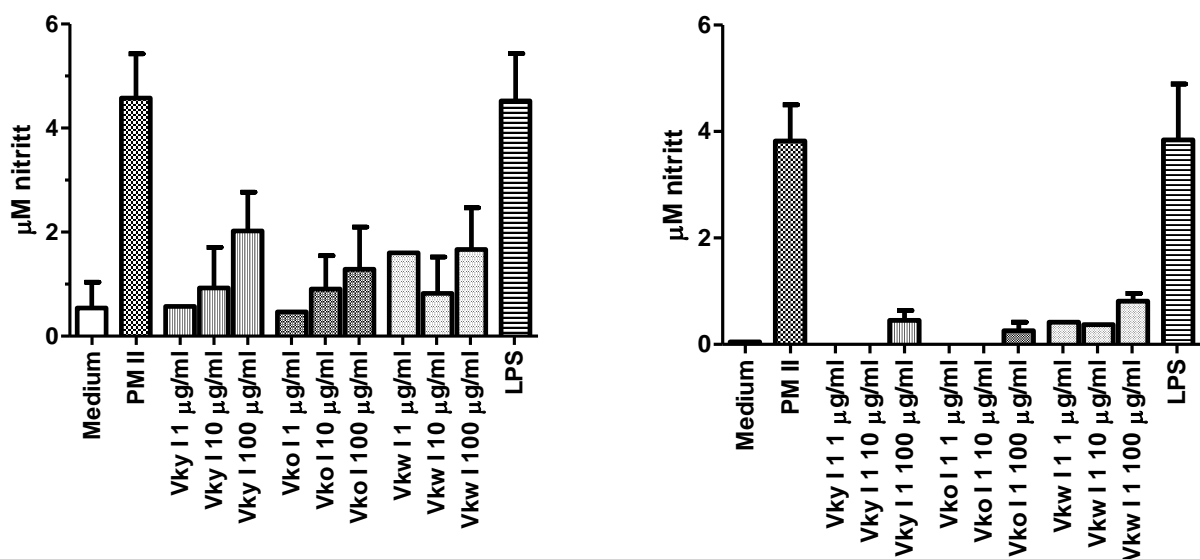 6
4
2
0
μM nitritt
Medium
PM II
Vky I 1 μg/ml
Vky I 10 μg/ml
Vky I 100 μg/ml
Vko I 1 μg/ml
Vko I 10 μg/ml
Vko I 100 μg/ml
Vkw I 1 μg/ml
Vkw I 10 μg/ml
Vkw I 100 μg/ml
LPS
6
4
2
0
μM nitritt
Medium
PM II
Vky I 1 1 μg/ml
Vky I 1 10 μg/ml
Vky I 1 100 μg/ml
Vko I 1 1 μg/ml
Vko I 1 10 μg/ml
Vko I 1 100 μg/ml
Vkw I 1 1 μg/ml
Vkw I 1 10 μg/ml
Vkw I 1 100 μg/ml
LPS